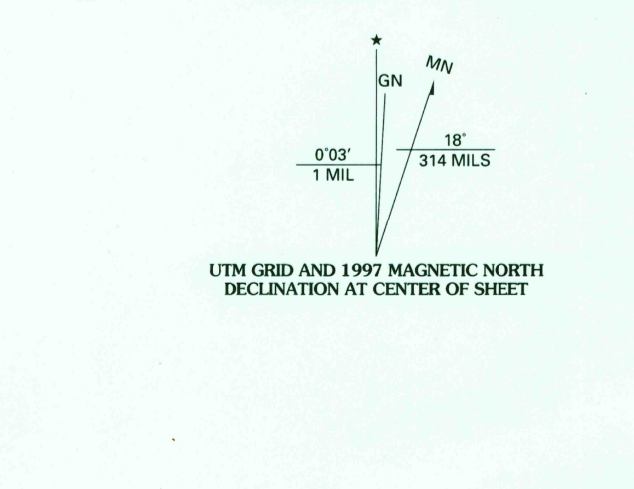 ★
GN
MN
0°03′
1 MIL
18°
314 MILS
UTM GRID AND 1997 MAGNETIC NORTH
DECLINATION AT CENTER OF SHEET